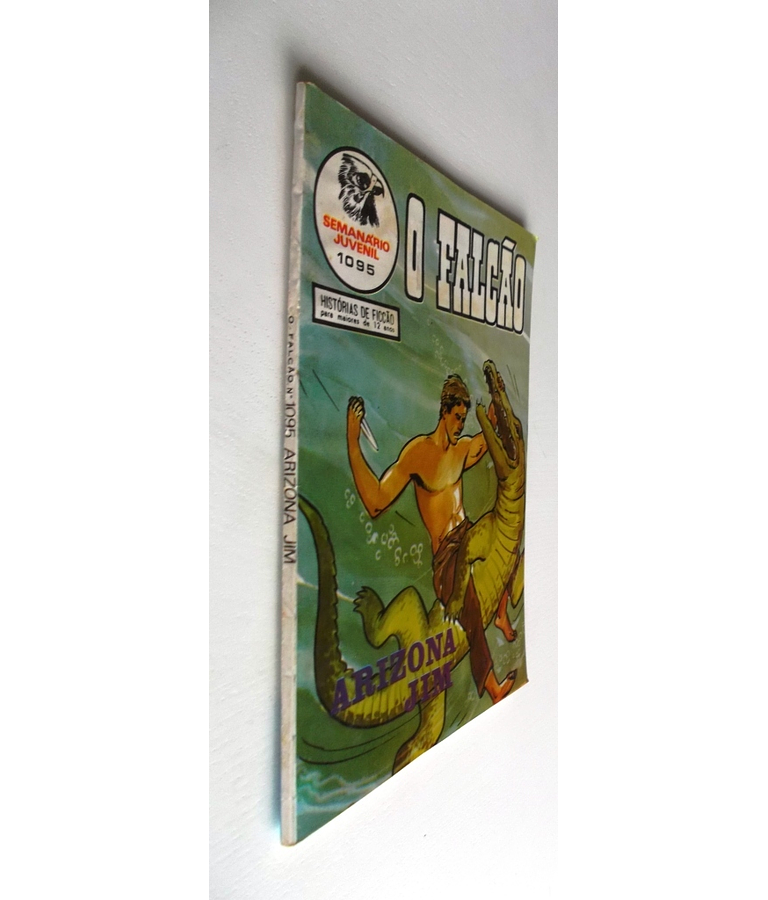 SEMANÁRIO
JUVENIL
1095
O FALCÃO
HISTÓRIAS DE FICÇÃO
para maiores de 12 anos
ARIZONA
JIM
O FALCÃO Nº 1095 ARIZONA JIM